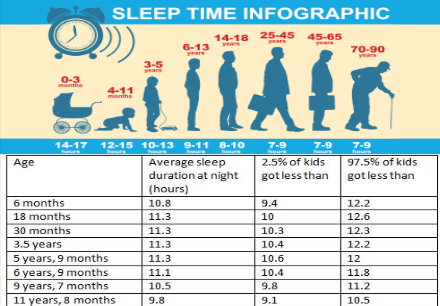 SLEEP TIME INFOGRAPHIC
0-3
months
4-11
months
3-5
years
6-13
years
14-18
years
25-45
years
45-65
years
70-90
years
14-17
hours
12-15
hours
10-13
hours
9-11
hours
8-10
hours
7-9
hours
7-9
hours
7-9
hours
Age Average sleep 2.5% of kids 97.5% of kids
duration at night got less than got less than
(hours)
6 months 10.8 9.4 12.2
18 months 11.3 10 12.6
30 months 11.3 10.3 12.3
3.5 years 11.3 10.4 12.2
5 years, 9 months 11.3 10.6 12
6 years, 9 months 11.1 10.4 11.8
9 years, 7 months 10.5 9.8 11.2
11 years, 8 months 9.8 9.1 10.5